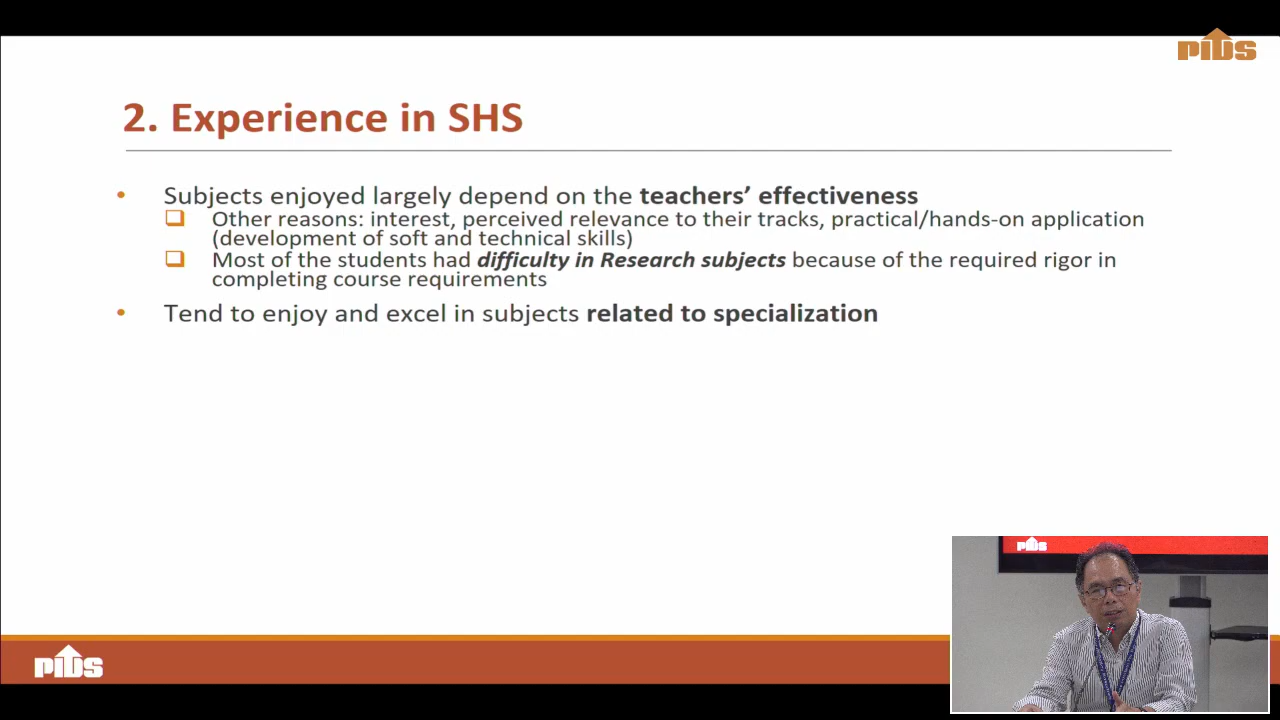 PIDS
2. Experience in SHS
• Subjects enjoyed largely depend on the teachers’ effectiveness
❑ Other reasons: interest, perceived relevance to their tracks, practical/hands-on application
(development of soft and technical skills)
❑ Most of the students had difficulty in Research subjects because of the required rigor in
completing course requirements
• Tend to enjoy and excel in subjects related to specialization
PIDS
PIDS